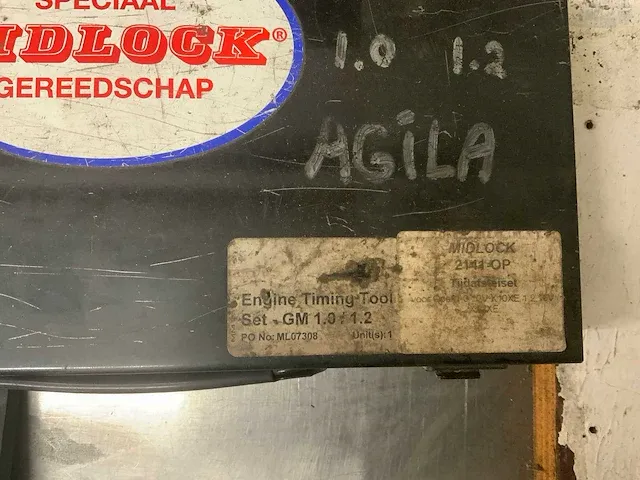 SPECIAAL
MIDLOCK®
GEREEDSCHAP
1.0 1.2
AGiLA
Engine Timing Tool
Set - GM 1.0 / 1.2
PO No: ML07308 Unit(s): 1
MIDLOCK
2141-OP
Tijdafstelset